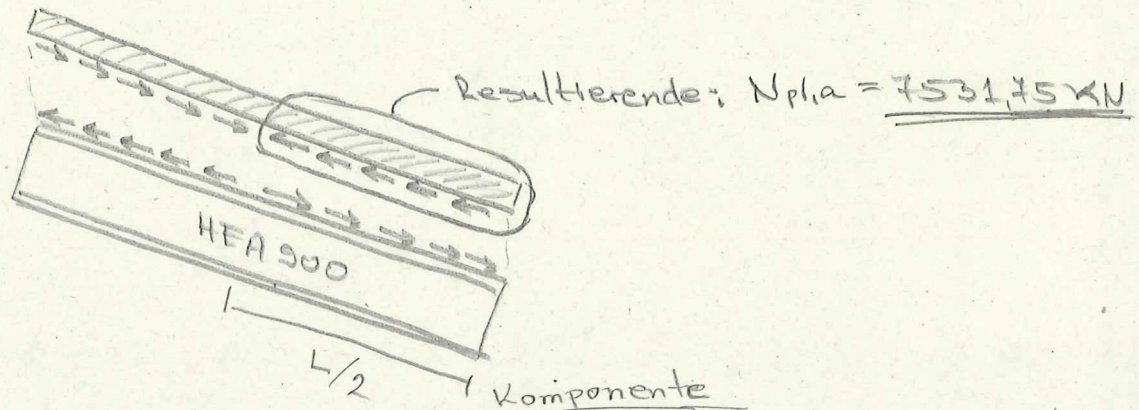 Resultierende: Npl,a = 7531,75 KN
HEA 900
L/2
Komponente